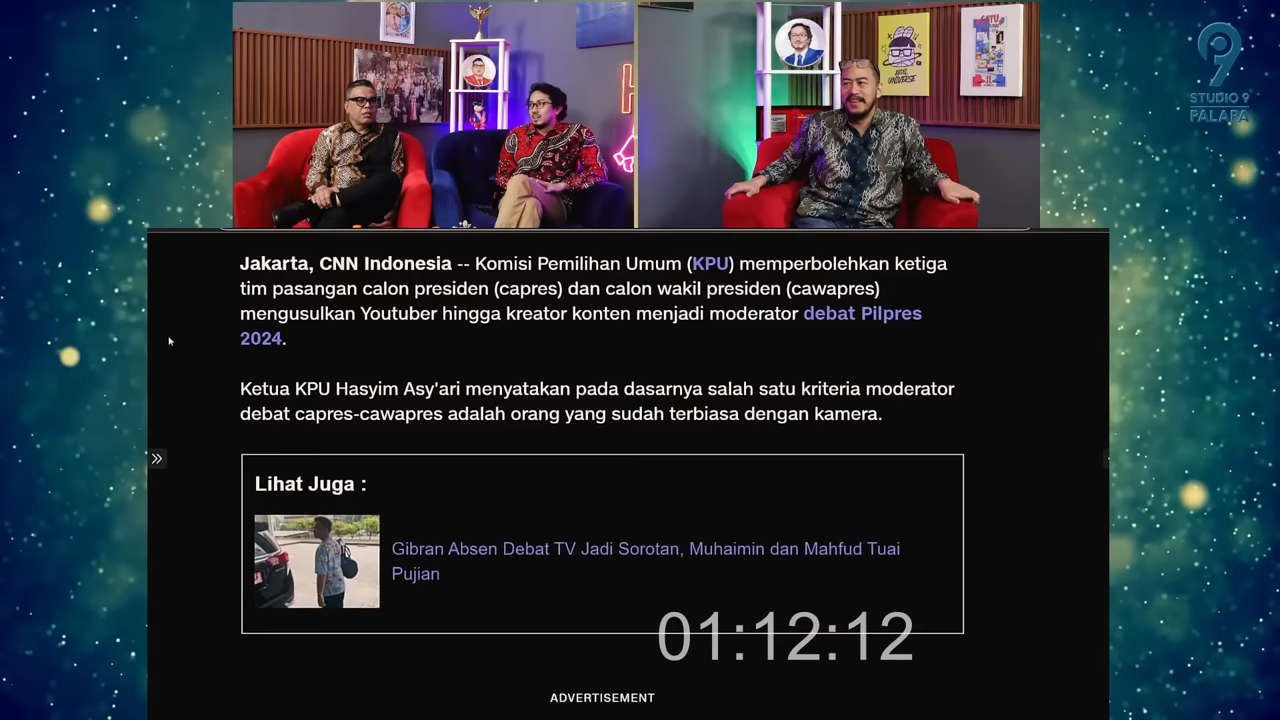 STUDIO 9
PALAPA
Jakarta, CNN Indonesia -- Komisi Pemilihan Umum (KPU) memperbolehkan ketiga
tim pasangan calon presiden (capres) dan calon wakil presiden (cawapres)
mengusulkan Youtuber hingga kreator konten menjadi moderator debat Pilpres
2024.
Ketua KPU Hasyim Asy'ari menyatakan pada dasarnya salah satu kriteria moderator
debat capres-cawapres adalah orang yang sudah terbiasa dengan kamera.
Lihat Juga :
Gibran Absen Debat TV Jadi Sorotan, Muhaimin dan Mahfud Tuai
Pujian
01:12:12
ADVERTISEMENT